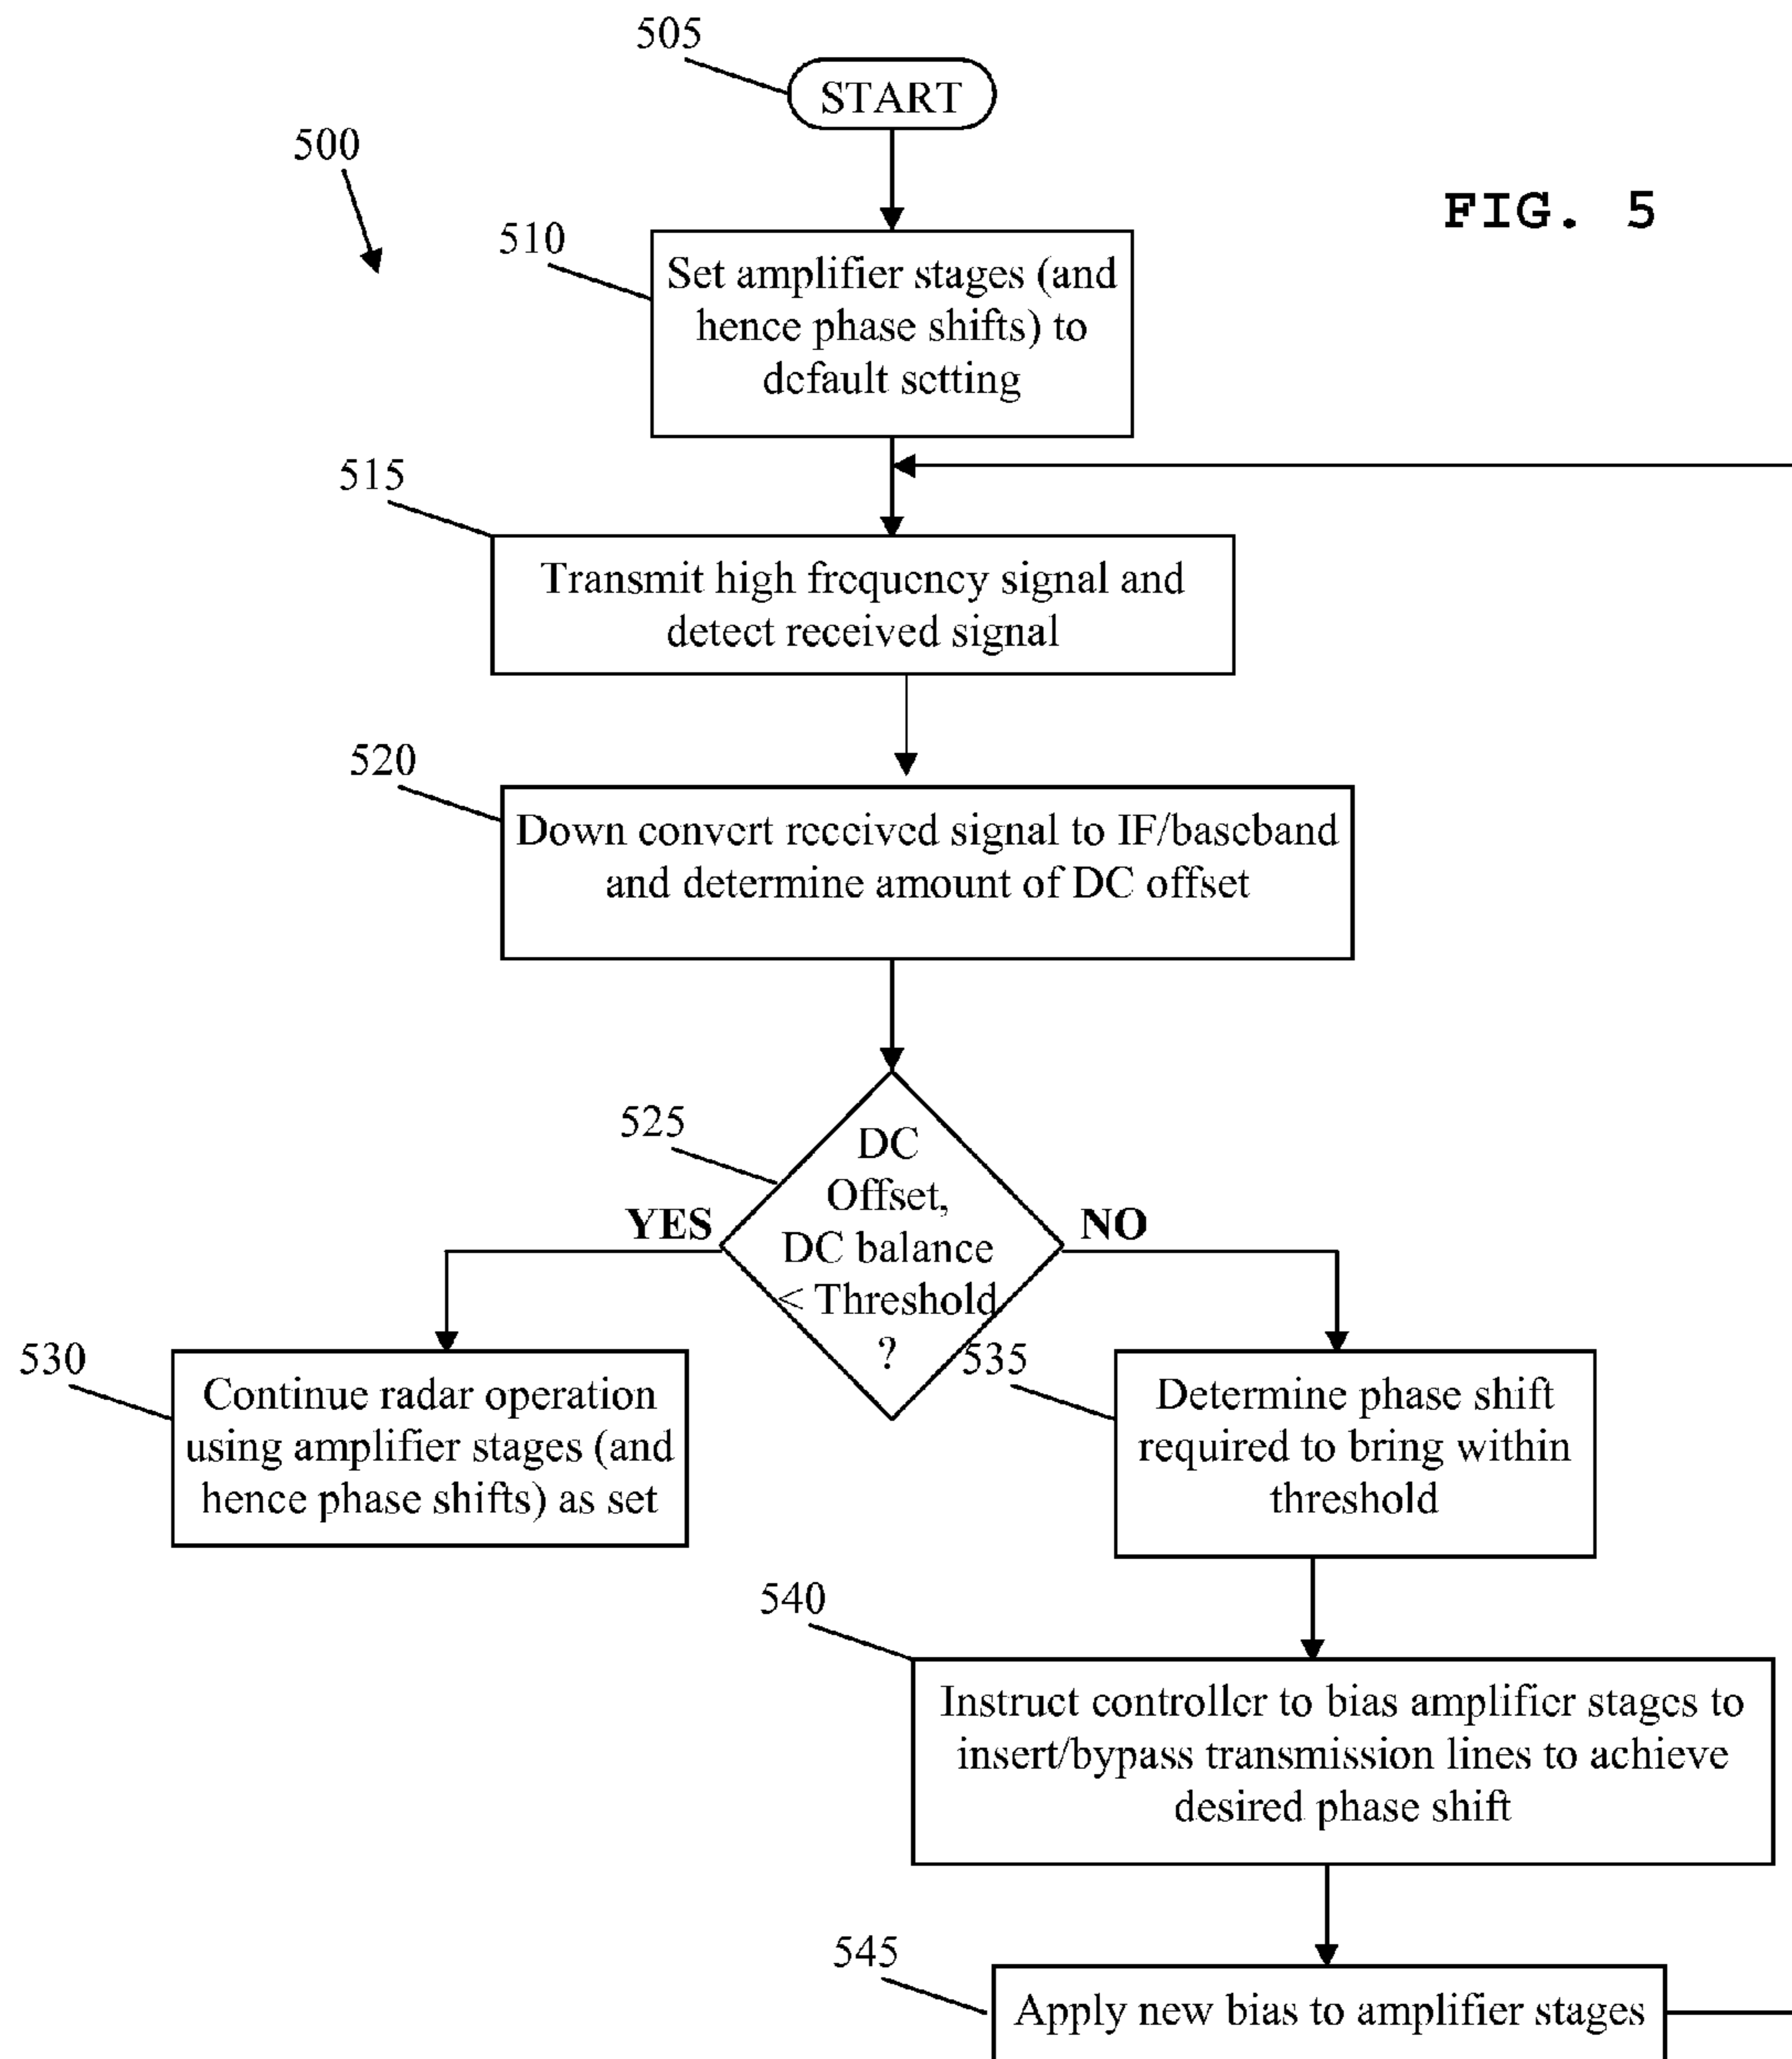 505
START
500
FIG. 5
510
Set amplifier stages (and
hence phase shifts) to
default setting
515
Transmit high frequency signal and
detect received signal
520
Down convert received signal to IF/baseband
and determine amount of DC offset
525
DC
Offset,
DC balance
< Threshold
?
YES
NO
530
Continue radar operation
using amplifier stages (and
hence phase shifts) as set
535
Determine phase shift
required to bring within
threshold
540
Instruct controller to bias amplifier stages to
insert/bypass transmission lines to achieve
desired phase shift
545
Apply new bias to amplifier stages